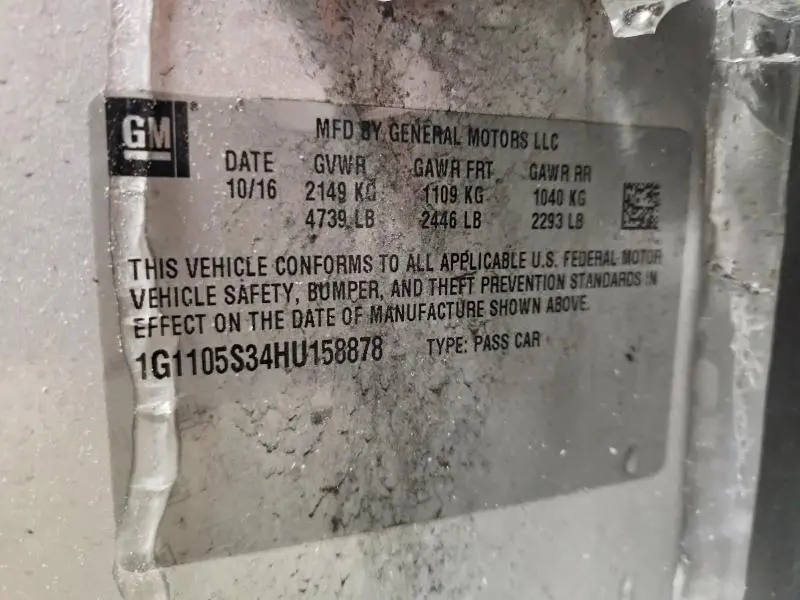 GM
MFD BY GENERAL MOTORS LLC
DATE GVWR GAWR FRT GAWR RR
10/16 2149 KG 1109 KG 1040 KG
4739 LB 2446 LB 2293 LB
THIS VEHICLE CONFORMS TO ALL APPLICABLE U.S. FEDERAL MOTOR
VEHICLE SAFETY, BUMPER, AND THEFT PREVENTION STANDARDS IN
EFFECT ON THE DATE OF MANUFACTURE SHOWN ABOVE.
1G1105S34HU158878 TYPE: PASS CAR